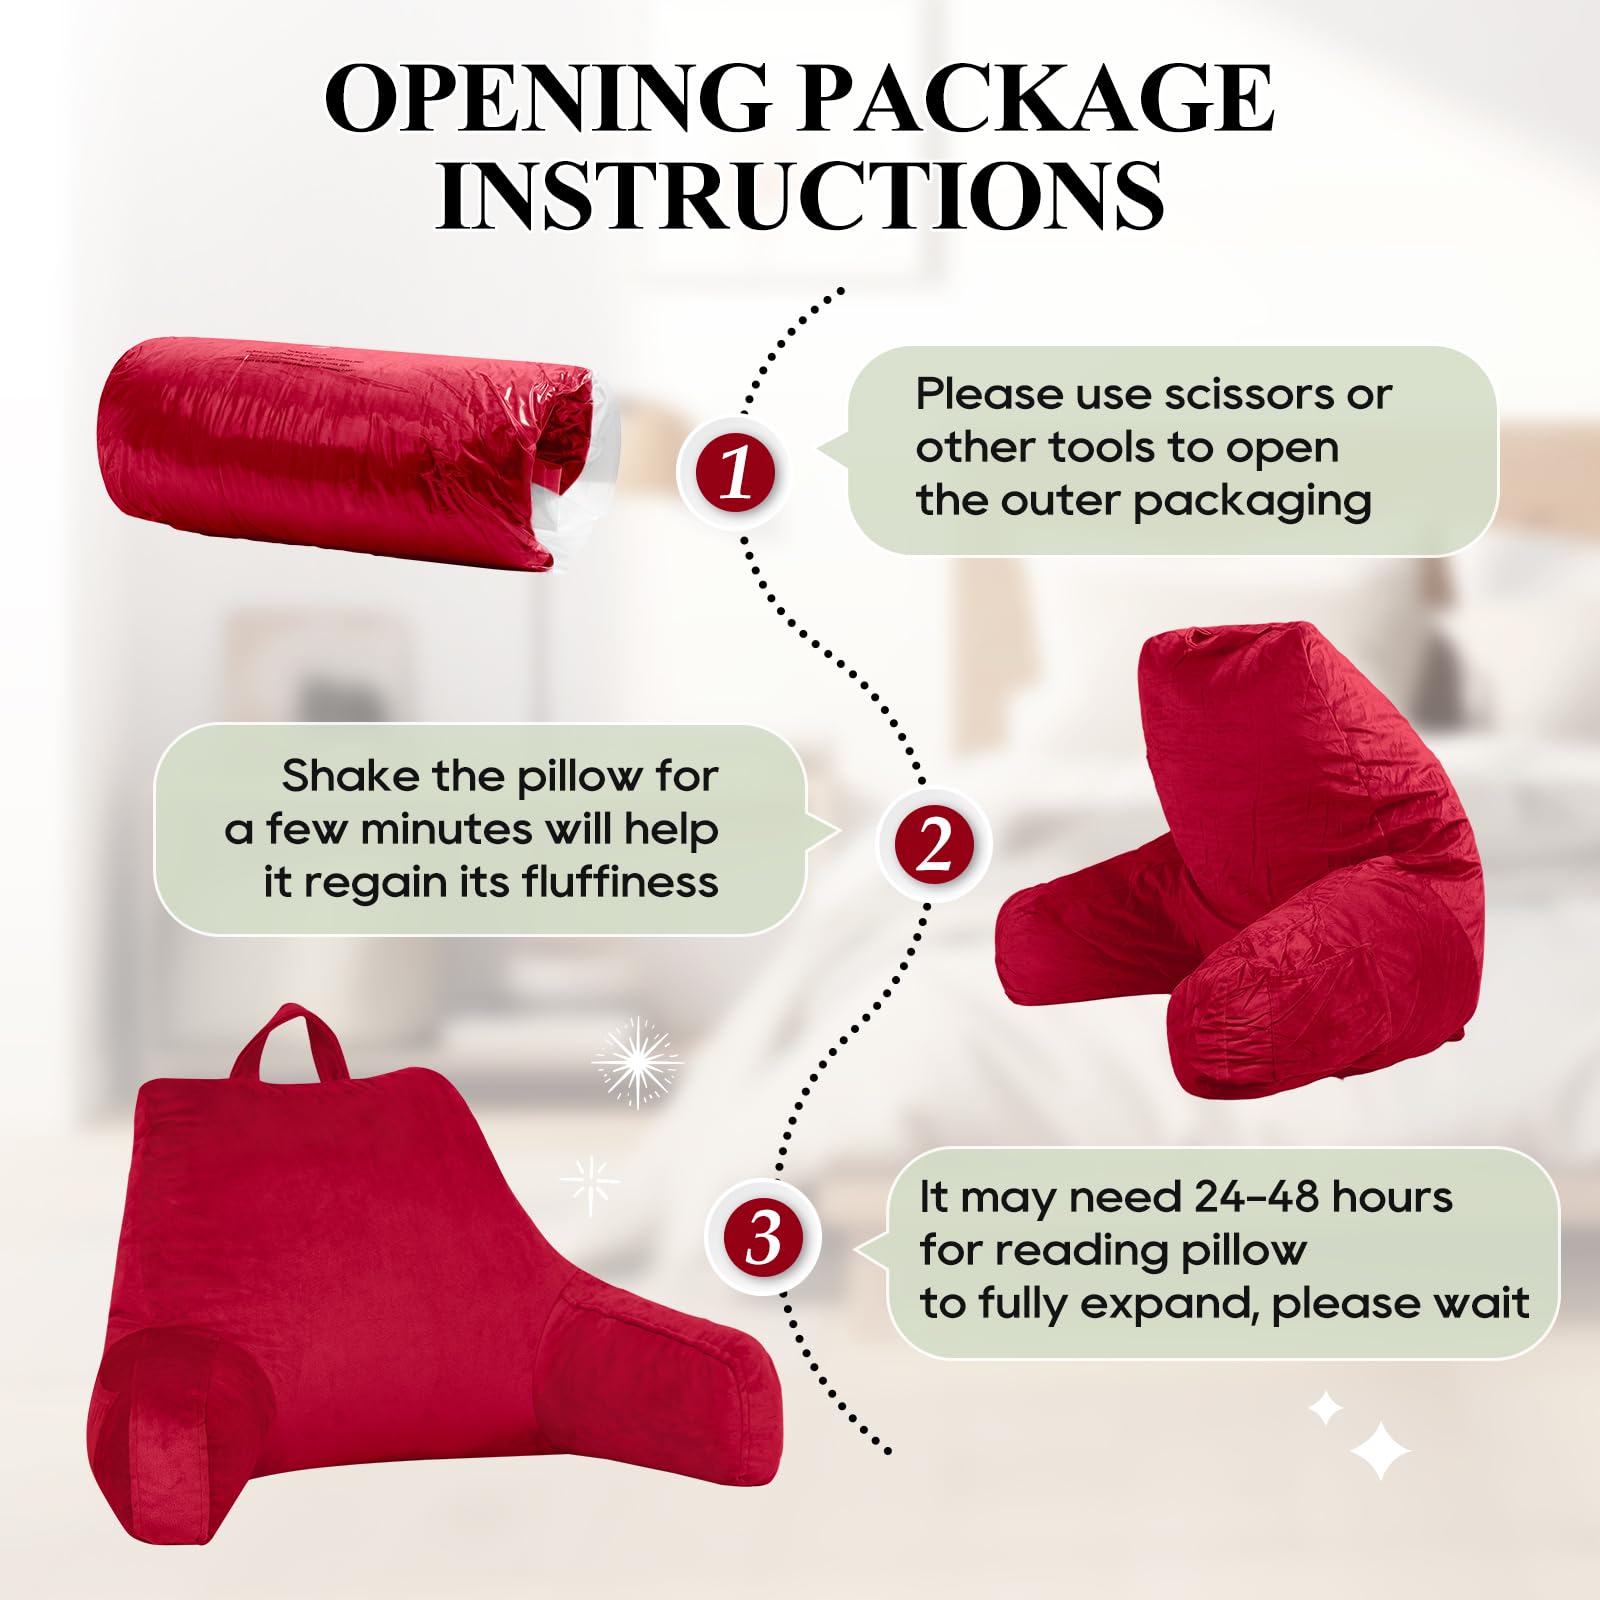 OPENING PACKAGE
INSTRUCTIONS
1
Please use scissors or
other tools to open
the outer packaging
Shake the pillow for
a few minutes will help
it regain its fluffiness
2
3
It may need 24-48 hours
for reading pillow
to fully expand, please wait